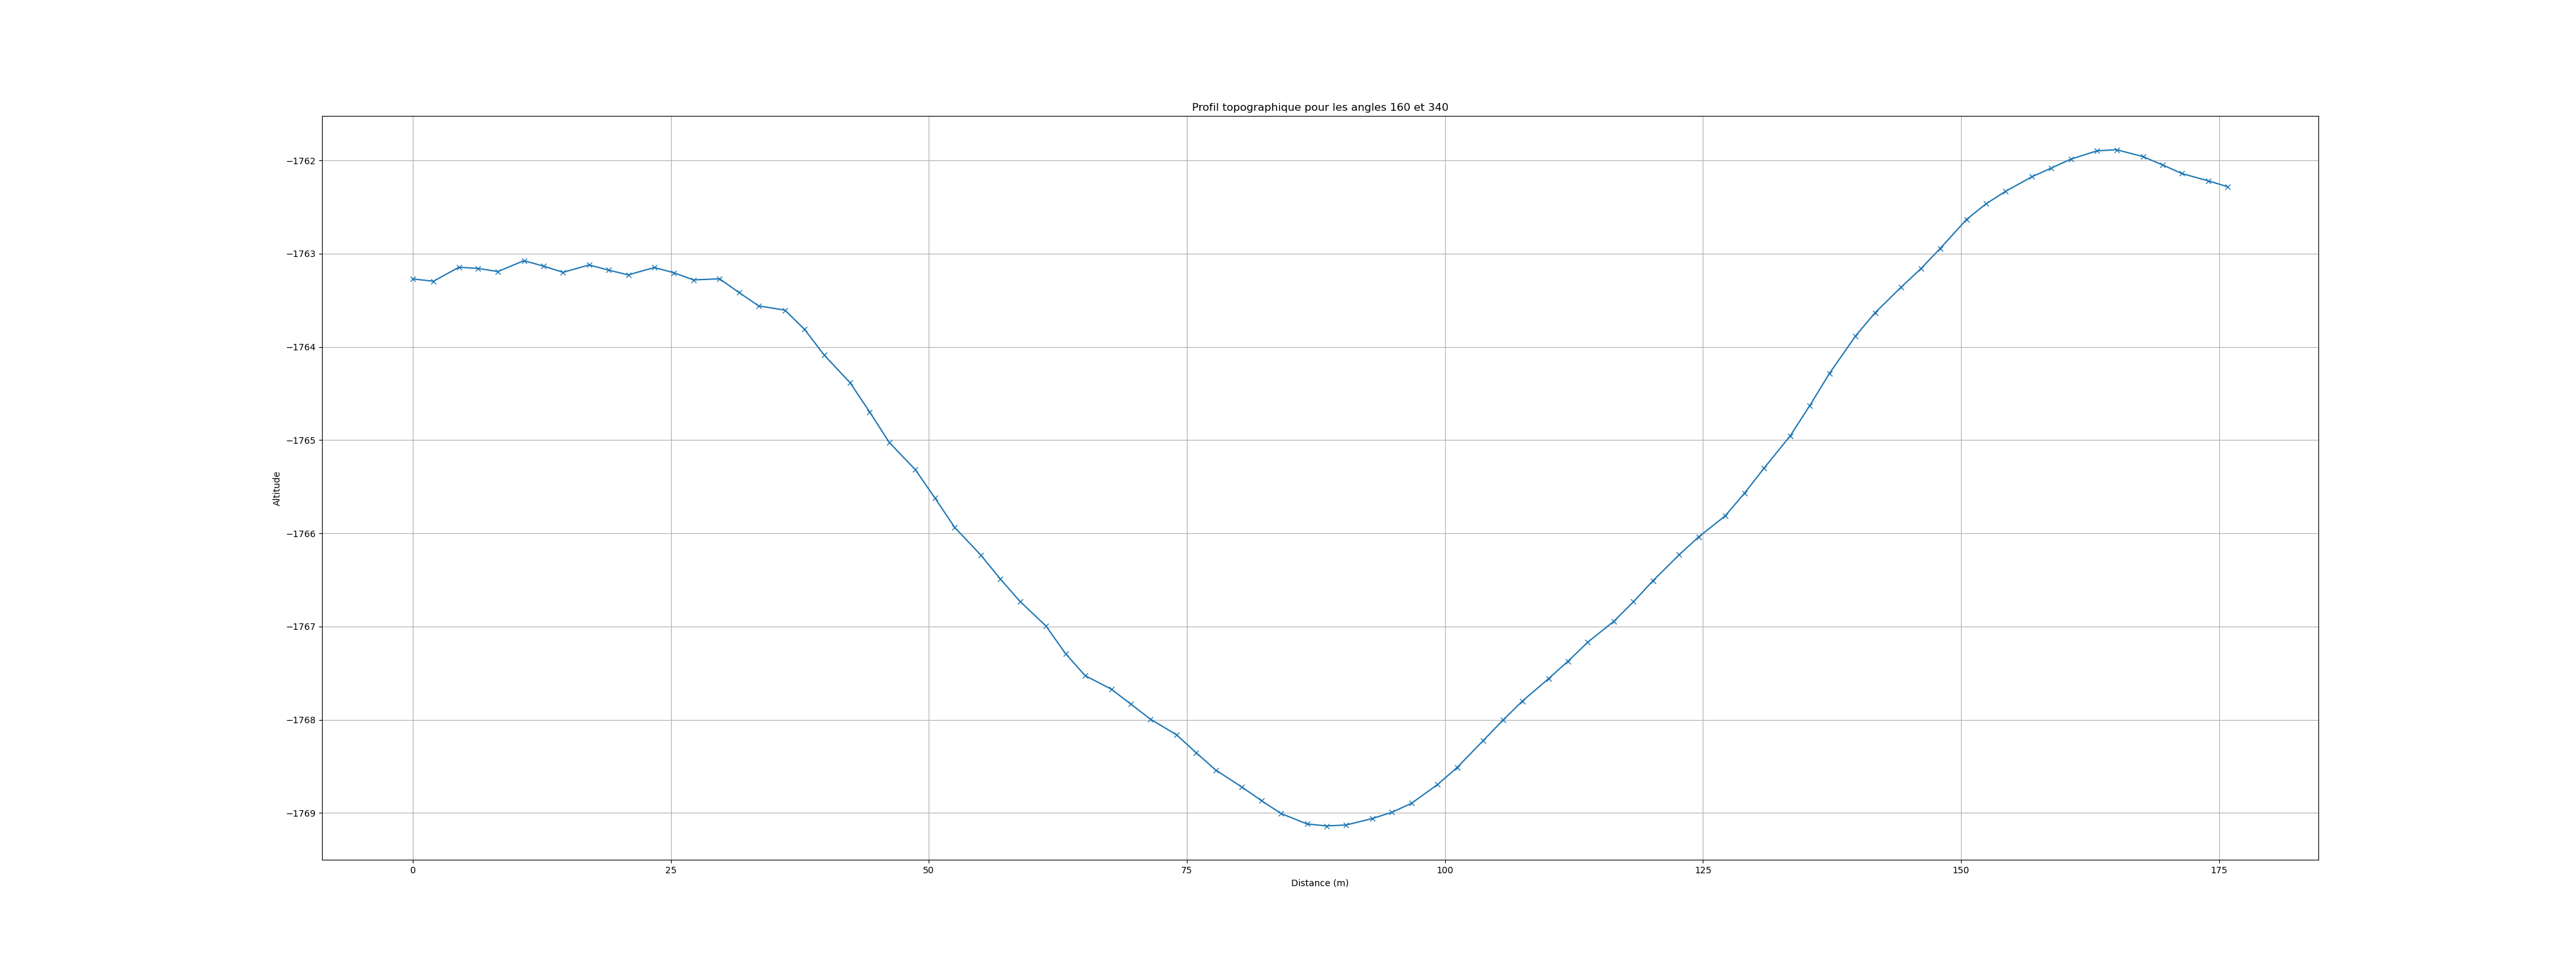 Profil topographique pour les angles 160 et 340
−1762
−1763
−1764
−1765
−1766
−1767
−1768
−1769
Altitude
0 25 50 75 100 125 150 175
Distance (m)